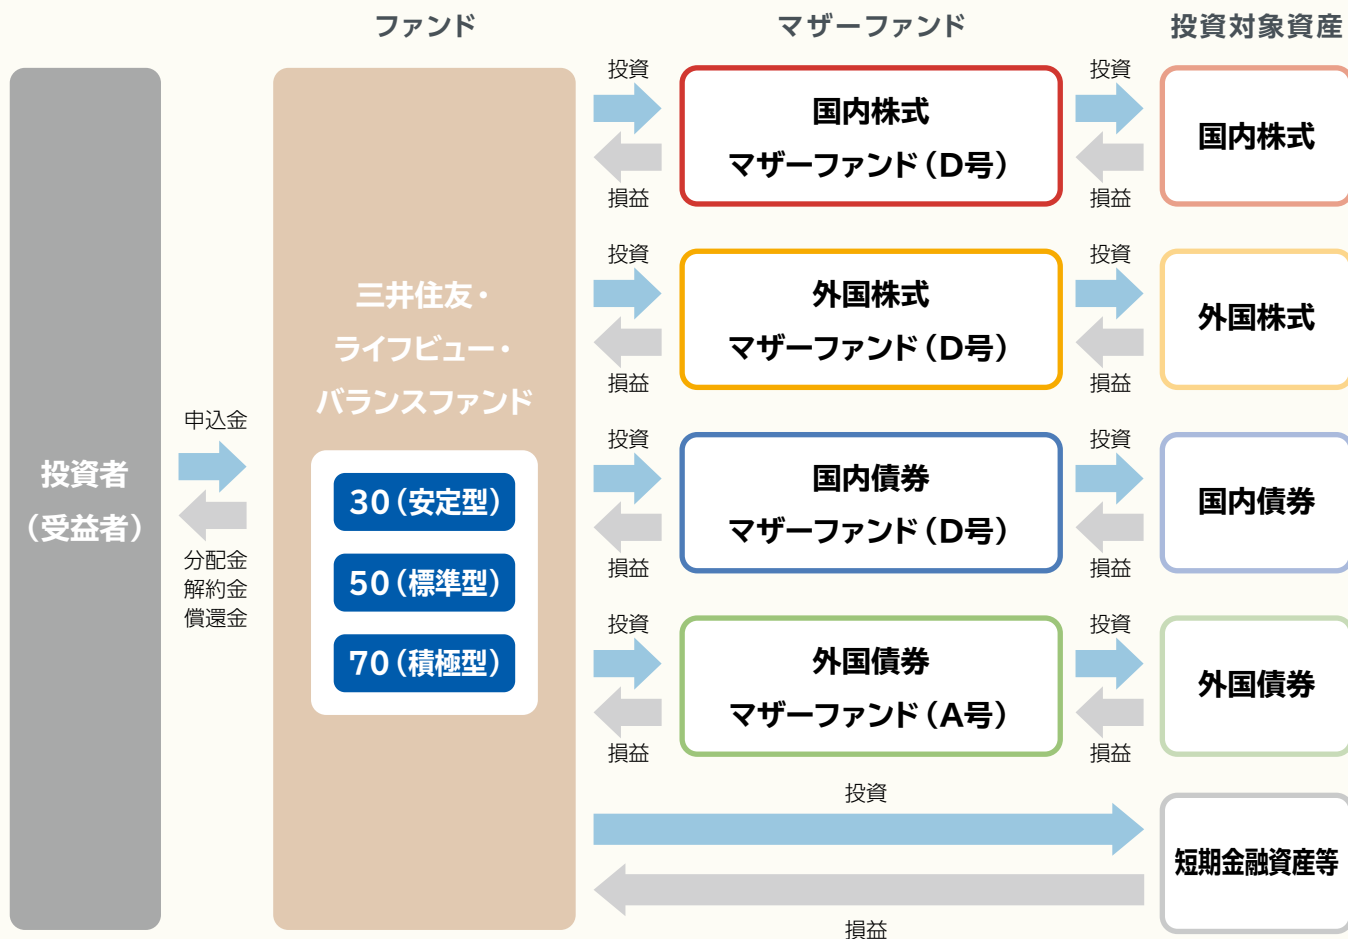 ファンド
マザーファンド
投資対象資産
投資者
（受益者）
申込金
分配金
解約金
償還金
三井住友・
ライフビュー・
バランスファンド
30（安定型）
50（標準型）
70（積極型）
投資
損益
国内株式
マザーファンド（D号）
投資
損益
国内株式
投資
損益
外国株式
マザーファンド（D号）
投資
損益
外国株式
投資
損益
国内債券
マザーファンド（D号）
投資
損益
国内債券
投資
損益
外国債券
マザーファンド（A号）
投資
損益
外国債券
投資
損益
短期金融資産等